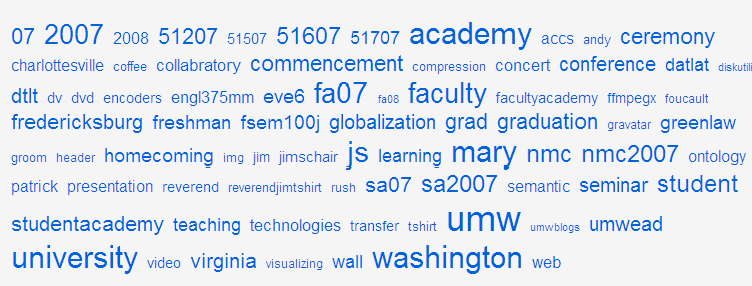 07 2007 2008 51207 51507 51607 51707 academy accs andy ceremony
charlottesville coffee collabratory commencement compression concert conference datlat diskutili
dtlt dv dvd encoders engl375mm eve6 fa07 fa08 faculty facultyacademy ffmpegx foucault
fredericksburg freshman fsem100j globalization grad graduation gravatar greenlaw
groom header homecoming img jim jimschair js learning mary nmc nmc2007 ontology
patrick presentation reverend reverendjimtshirt rush sa07 sa2007 semantic seminar student
studentacademy teaching technologies transfer tshirt umw umwblogs umwead
university video virginia visualizing wall washington web